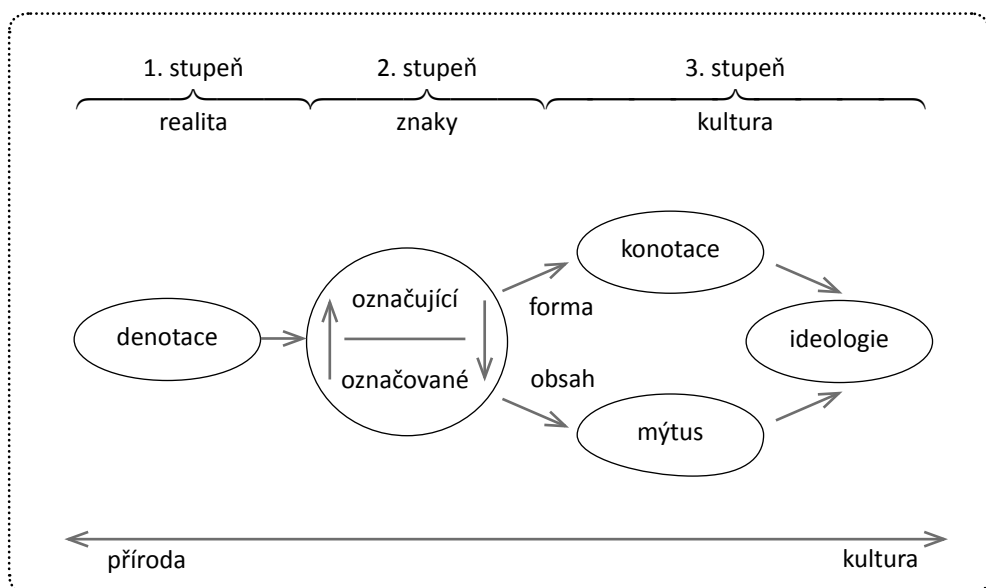 1. stupeň
2. stupeň
3. stupeň
realita
znaky
kultura
konotace
označující
forma
denotace
ideologie
označované
obsah
mýtus
příroda
kultura